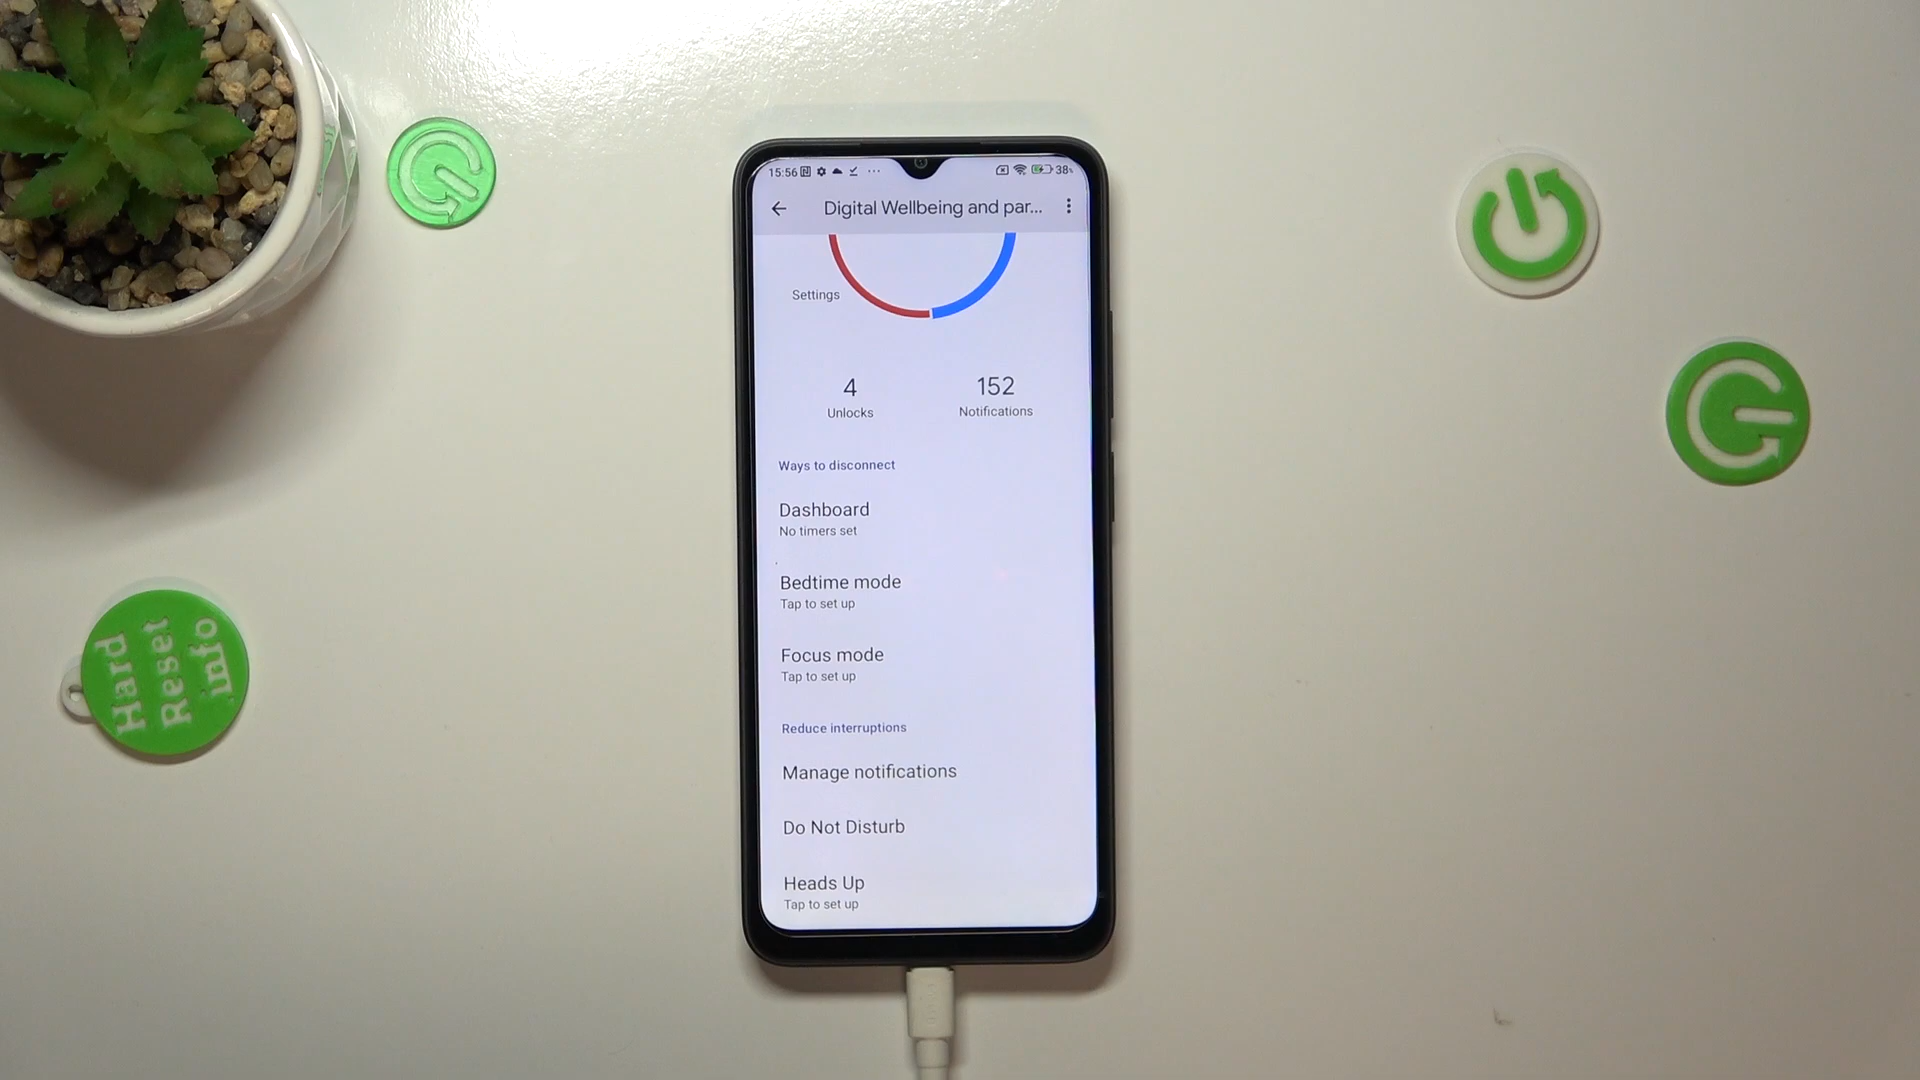 15:56
38%
Digital Wellbeing and par...
Settings
4
Unlocks
152
Notifications
Ways to disconnect
Dashboard
No timers set
Bedtime mode
Tap to set up
Focus mode
Tap to set up
Reduce interruptions
Manage notifications
Do Not Disturb
Heads Up
Tap to set up
Hard
Reset
.info